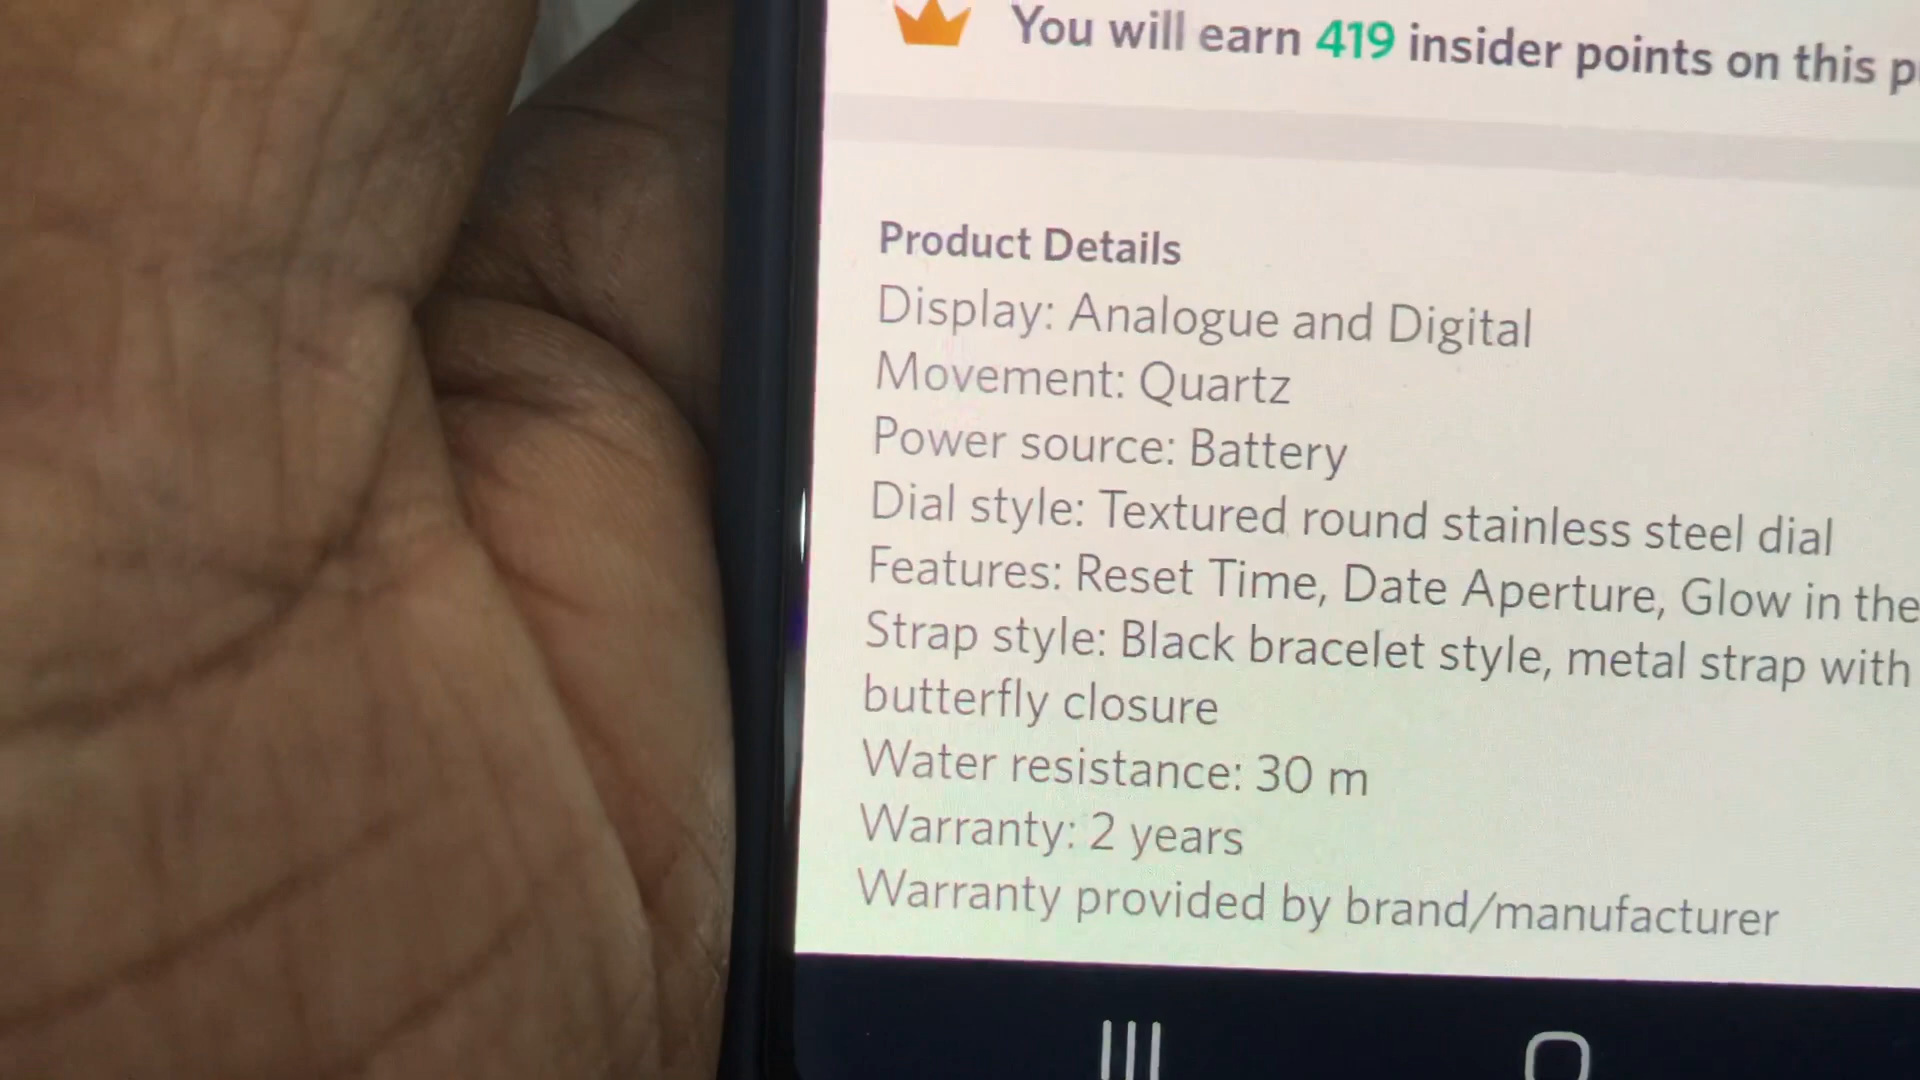 You will earn 419 insider points on this
Product Details
Display: Analogue and Digital
Movement: Quartz
Power source: Battery
Dial style: Textured round stainless steel dial
Features: Reset Time, Date Aperture, Glow in the
Strap style: Black bracelet style, metal strap with
butterfly closure
Water resistance: 30 m
Warranty: 2 years
Warranty provided by brand/manufacturer